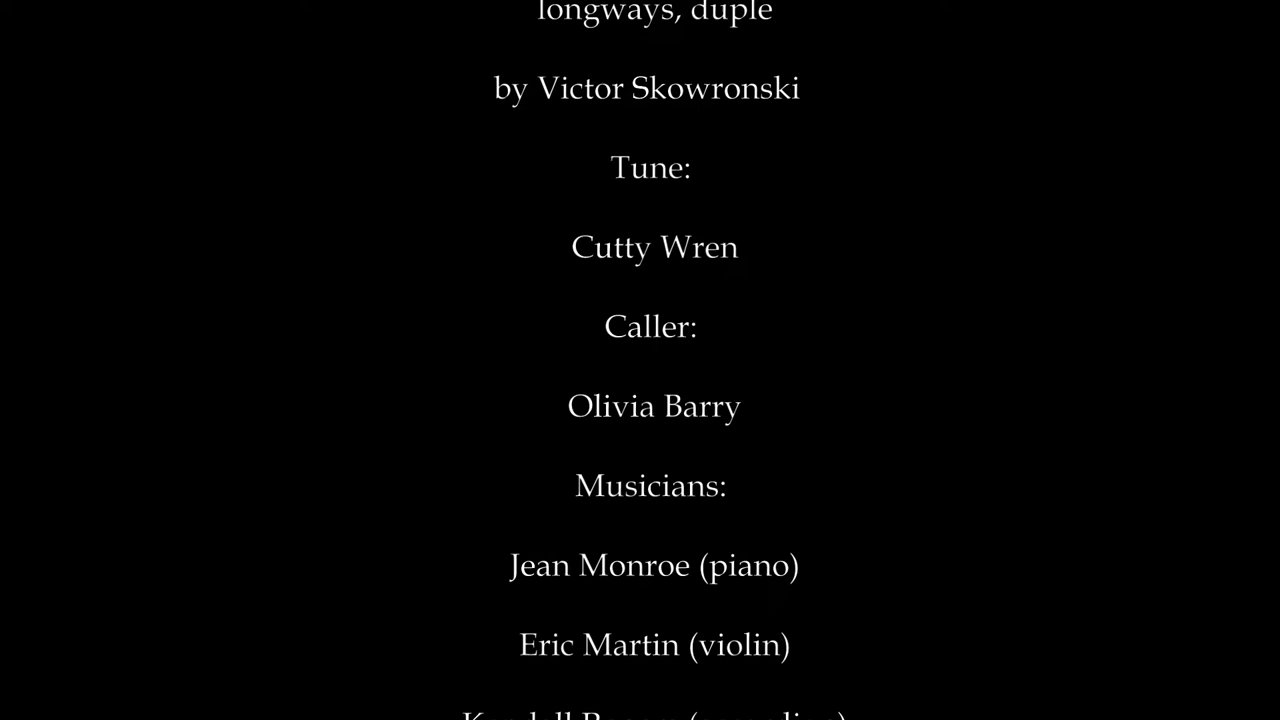 longways, duple
by Victor Skowronski
Tune:
Cutty Wren
Caller:
Olivia Barry
Musicians:
Jean Monroe (piano)
Eric Martin (violin)